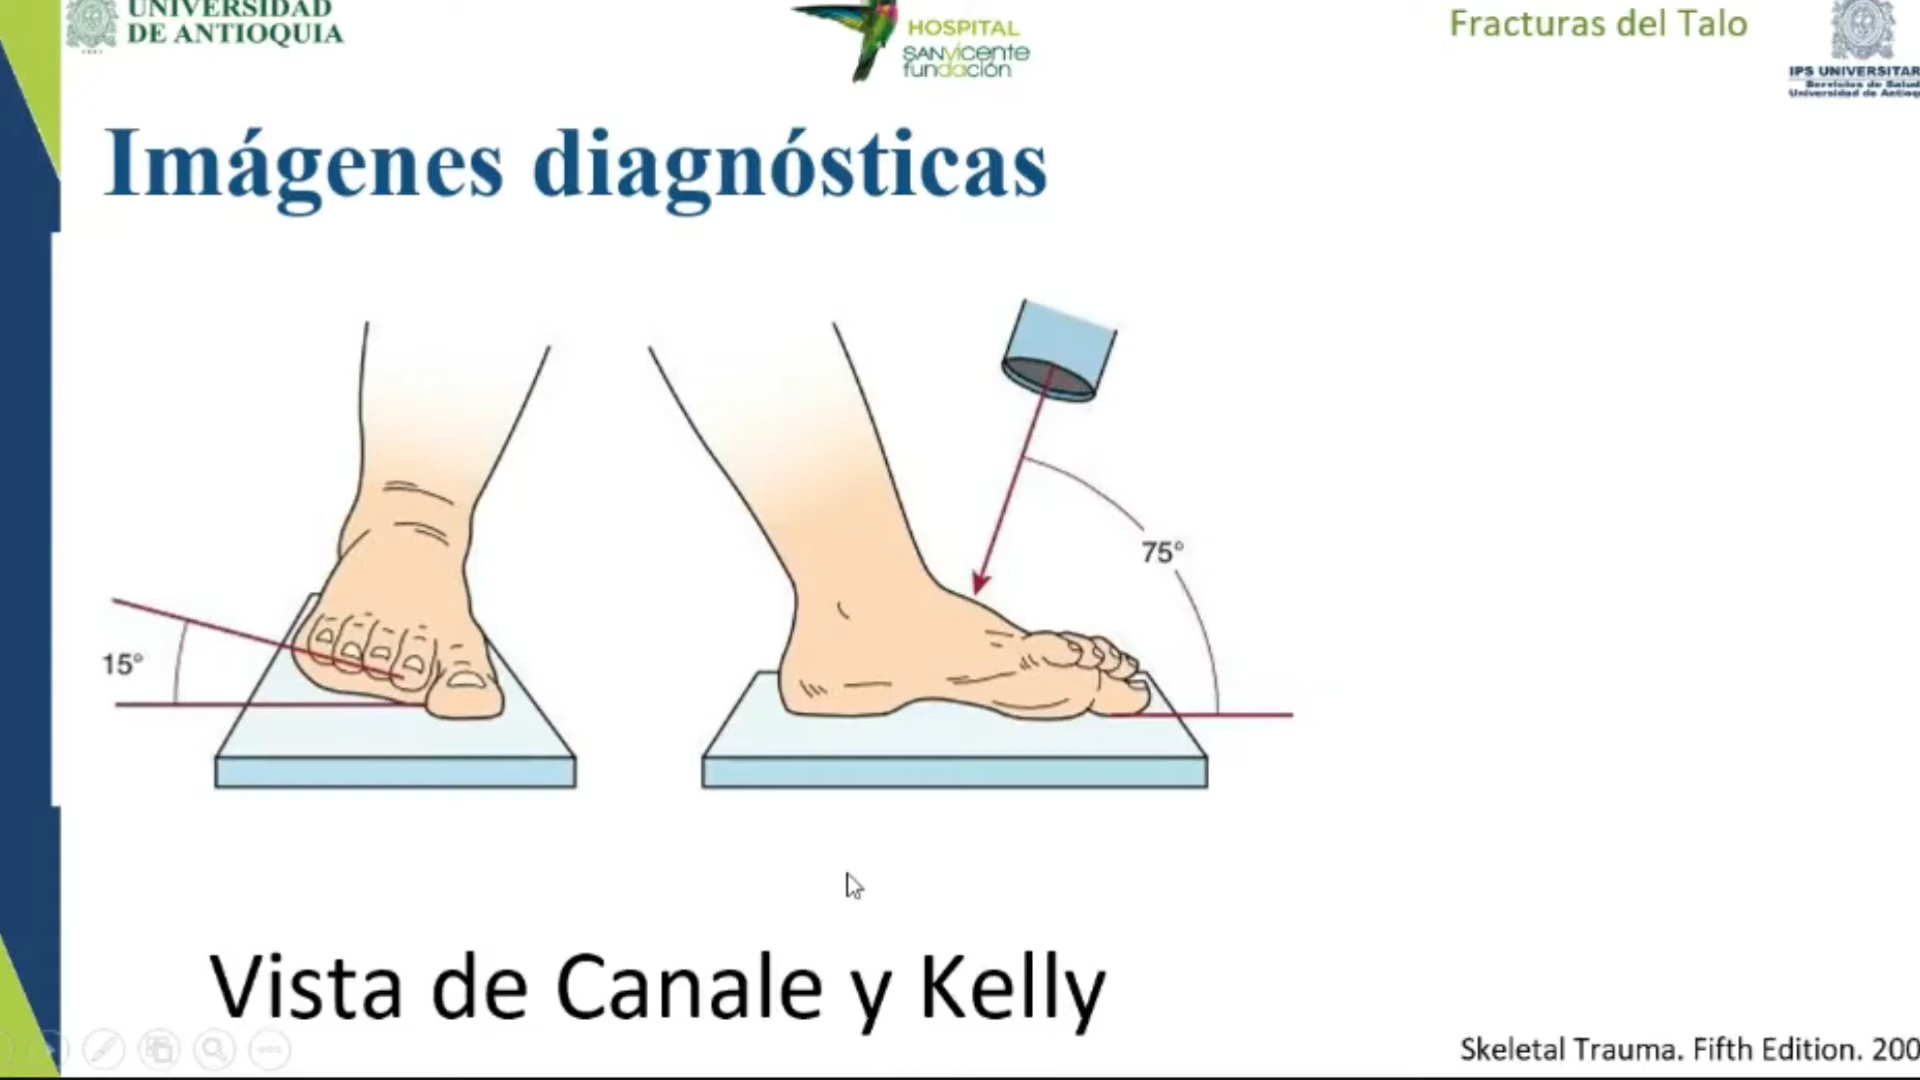 UNIVERSIDAD
DE ANTIOQUIA
HOSPITAL
SANVicente
fundación
Fracturas del Talo
IPS UNIVERSITAR
Servicios de Salud
Universidad de Antioq
Imágenes diagnósticas
15°
75°
Vista de Canale y Kelly
Skeletal Trauma. Fifth Edition. 200